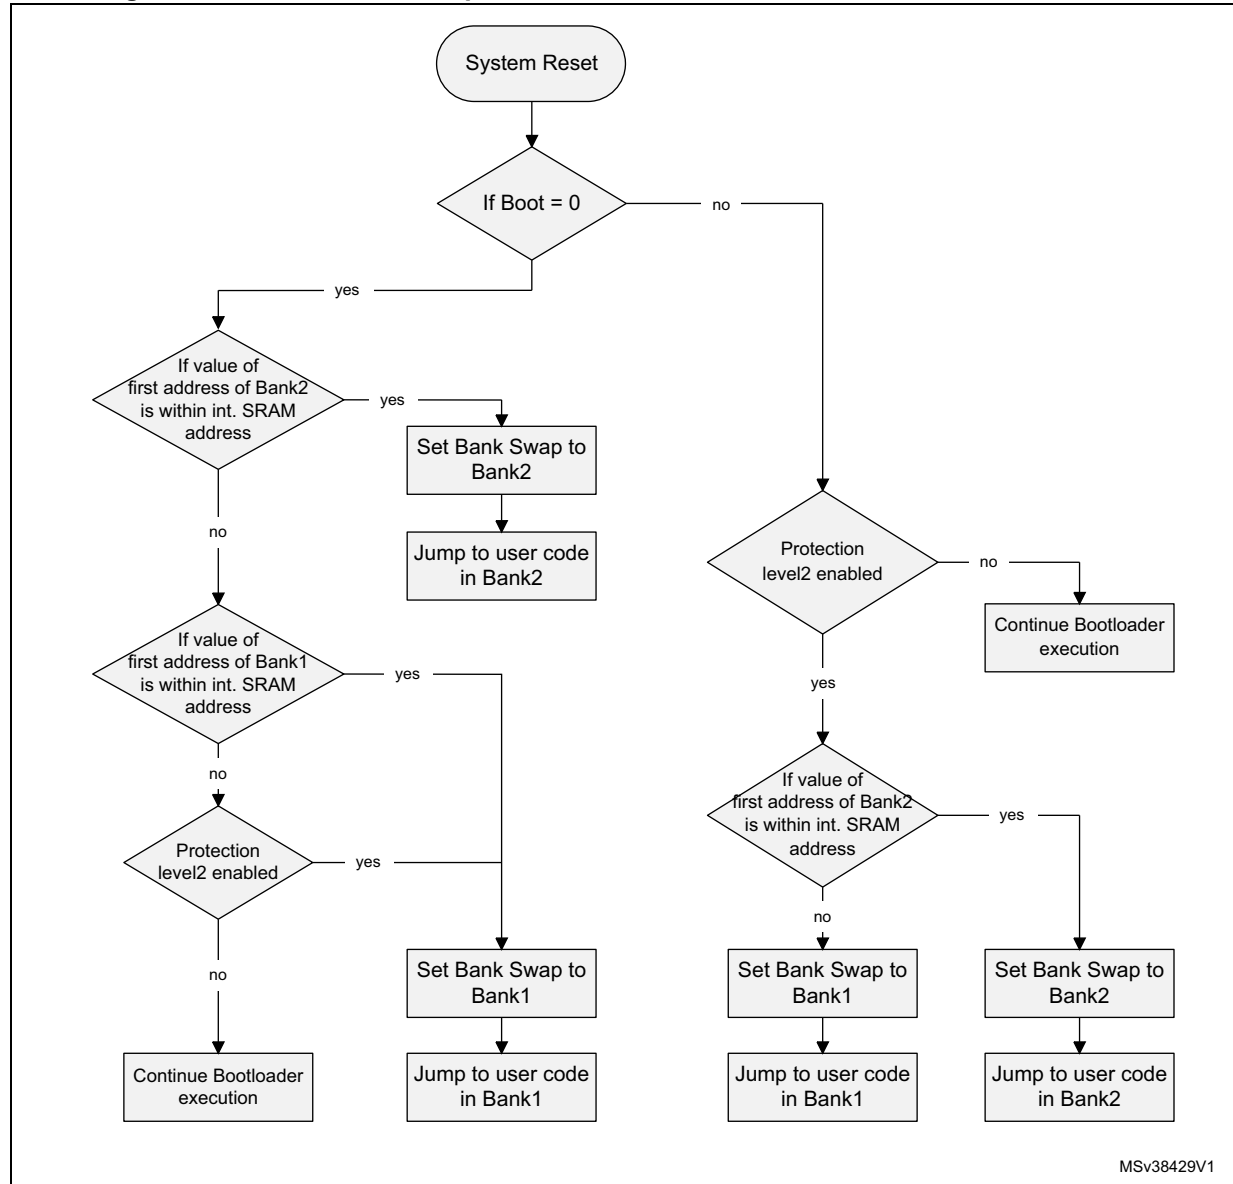 System Reset
If Boot = 0
no
yes
If value of
first address of Bank2
is within int. SRAM
address
yes
Set Bank Swap to
Bank2
no
Jump to user code
in Bank2
Protection
level2 enabled
no
Continue Bootloader
execution
If value of
first address of Bank1
is within int. SRAM
address
yes
yes
no
If value of
first address of Bank2
is within int. SRAM
address
yes
Protection
level2 enabled
yes
no
no
Set Bank Swap to
Bank1
Set Bank Swap to
Bank1
Set Bank Swap to
Bank2
Continue Bootloader
execution
Jump to user code
in Bank1
Jump to user code
in Bank1
Jump to user code
in Bank2
MSv38429V1